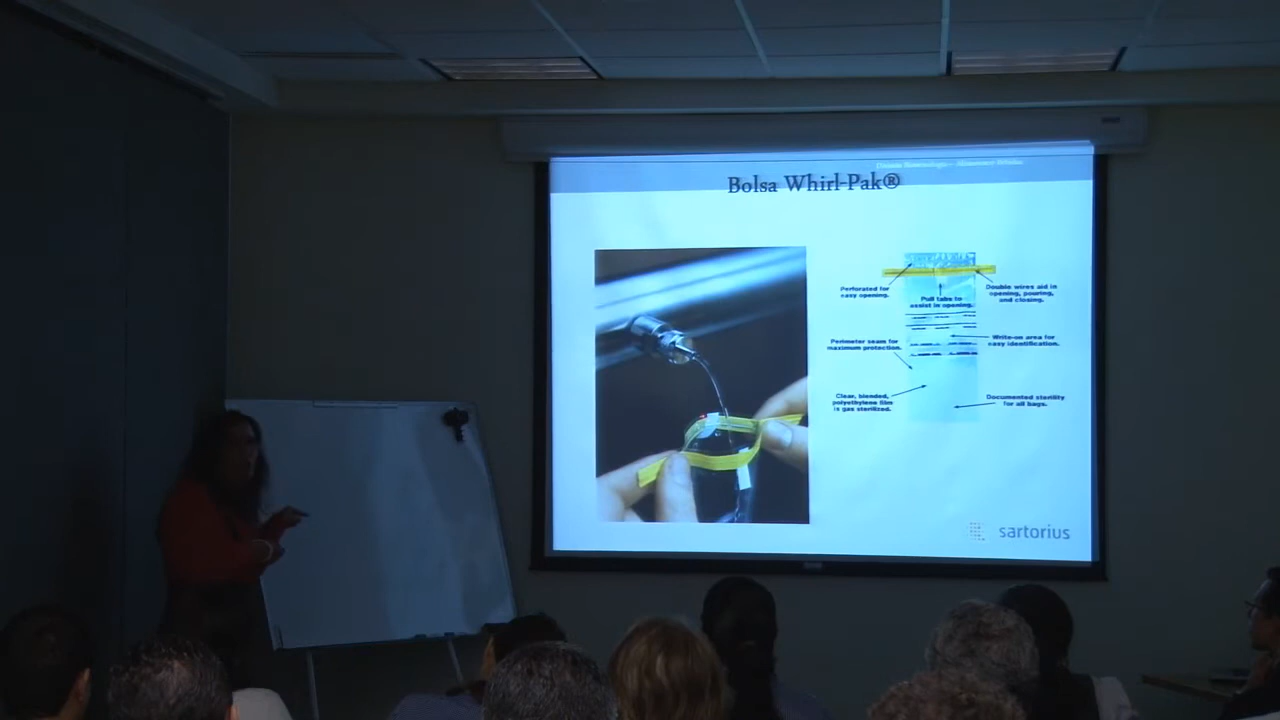 Bolsa Whirl-Pak®
Perforated for
easy opening.
Pull tabs to
assist in opening.
Double wires aid in
opening, pouring,
and closing.
Perimeter seam for
maximum protection.
Write-on area for
easy identification.
Clear, blended,
polyethylene film
is gas sterilized.
Documented sterility
for all bags.
sartorius